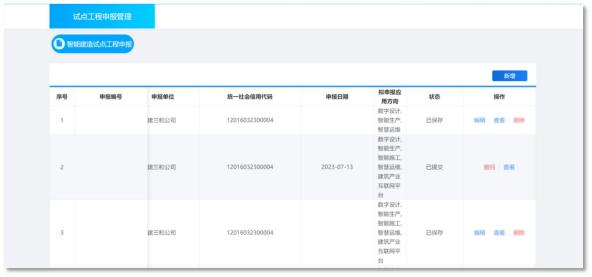 试点工程申报管理
智能建造试点工程申报
新增
序号 申报编号 申报单位 统一社会信用代码 申报日期 拟申报应用方向 状态 操作
1 建三和公司 12016032300004 数字设计,智能生产,智慧运维 已保存 编辑 查看 删除
2 建三和公司 12016032300004 2023-07-13 数字设计,智能生产,智能施工,智慧运维,建筑产业互联网平台 已提交 撤回 查看
3 建三和公司 12016032300004 数字设计,智能生产,智能施工,智慧运维,建筑产业互联网平台 已保存 编辑 查看 删除